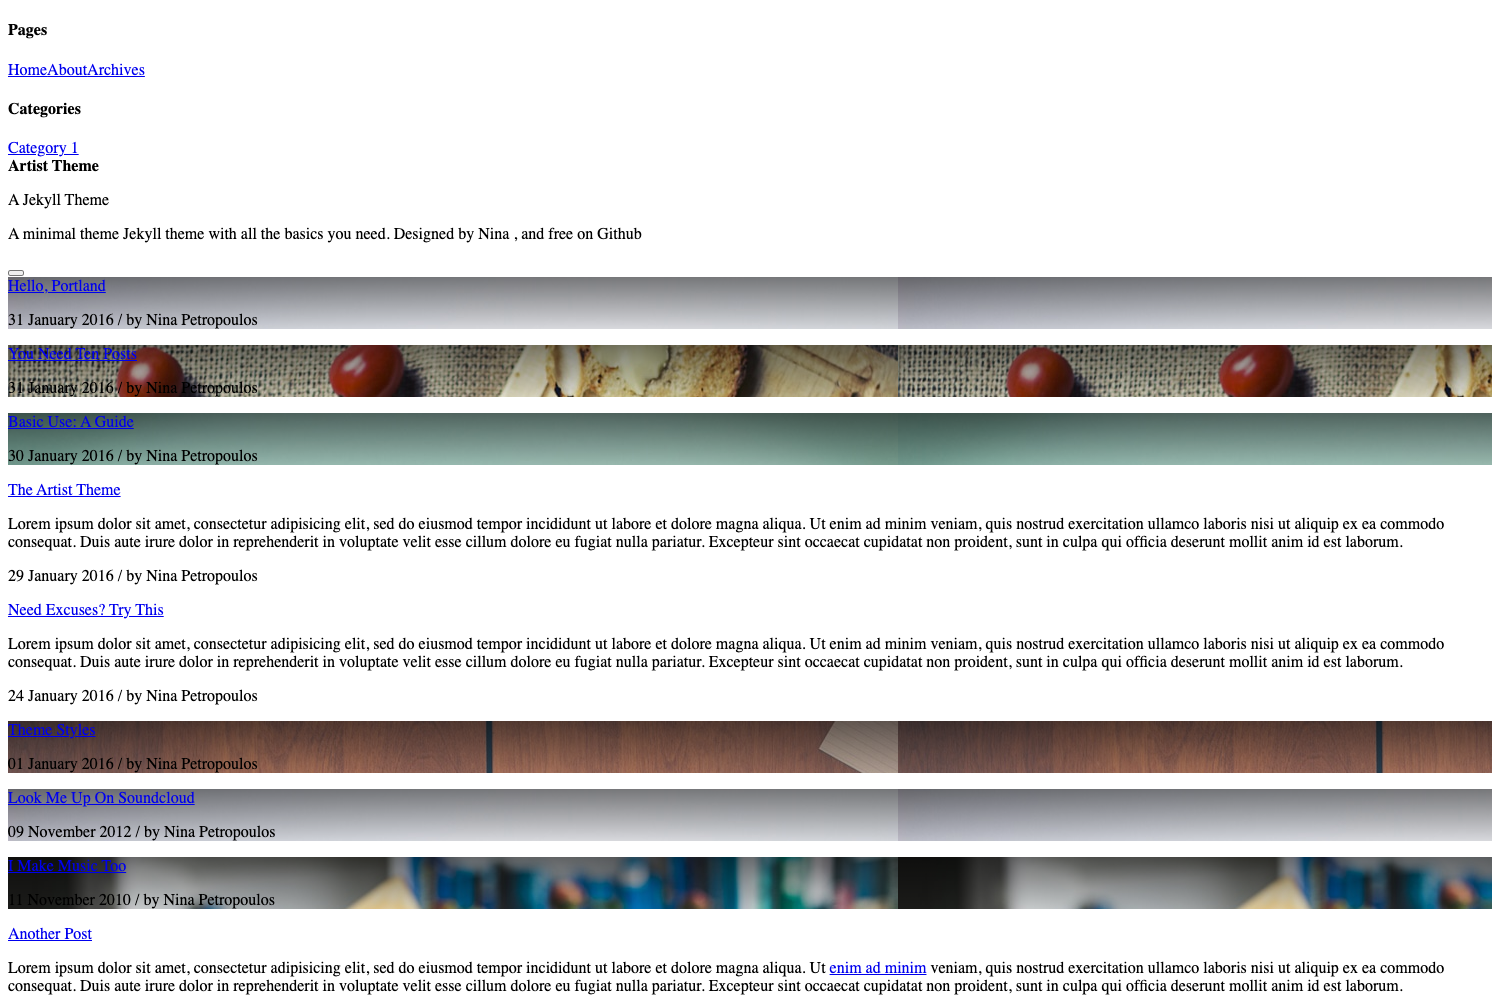 Pages
HomeAboutArchives
Categories
Category 1
Artist Theme
A Jekyll Theme
A minimal theme Jekyll theme with all the basics you need. Designed by Nina , and free on Github
Hello, Portland
31 January 2016 / by Nina Petropoulos
You Need Ten Posts
31 January 2016 / by Nina Petropoulos
Basic Use: A Guide
30 January 2016 / by Nina Petropoulos
The Artist Theme
Lorem ipsum dolor sit amet, consectetur adipisicing elit, sed do eiusmod tempor incididunt ut labore et dolore magna aliqua. Ut enim ad minim veniam, quis nostrud exercitation ullamco laboris nisi ut aliquip ex ea commodo
consequat. Duis aute irure dolor in reprehenderit in voluptate velit esse cillum dolore eu fugiat nulla pariatur. Excepteur sint occaecat cupidatat non proident, sunt in culpa qui officia deserunt mollit anim id est laborum.
29 January 2016 / by Nina Petropoulos
Need Excuses? Try This
Lorem ipsum dolor sit amet, consectetur adipisicing elit, sed do eiusmod tempor incididunt ut labore et dolore magna aliqua. Ut enim ad minim veniam, quis nostrud exercitation ullamco laboris nisi ut aliquip ex ea commodo
consequat. Duis aute irure dolor in reprehenderit in voluptate velit esse cillum dolore eu fugiat nulla pariatur. Excepteur sint occaecat cupidatat non proident, sunt in culpa qui officia deserunt mollit anim id est laborum.
24 January 2016 / by Nina Petropoulos
Theme Styles
01 January 2016 / by Nina Petropoulos
Look Me Up On Soundcloud
09 November 2012 / by Nina Petropoulos
I Make Music Too
11 November 2010 / by Nina Petropoulos
Another Post
Lorem ipsum dolor sit amet, consectetur adipisicing elit, sed do eiusmod tempor incididunt ut labore et dolore magna aliqua. Ut enim ad minim veniam, quis nostrud exercitation ullamco laboris nisi ut aliquip ex ea commodo
consequat. Duis aute irure dolor in reprehenderit in voluptate velit esse cillum dolore eu fugiat nulla pariatur. Excepteur sint occaecat cupidatat non proident, sunt in culpa qui officia deserunt mollit anim id est laborum.